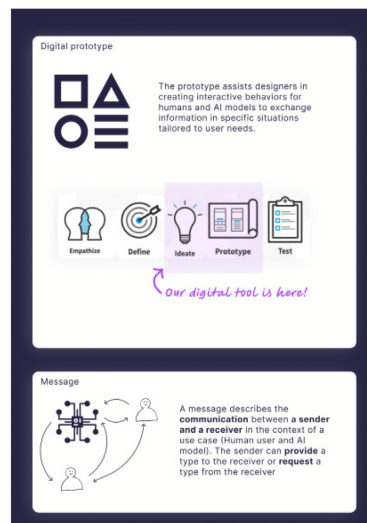 Digital prototype
The prototype assists designers in
creating interactive behaviors for
humans and AI models to exchange
information in specific situations
tailored to user needs.
Empathize Define Ideate Prototype Test
Our digital tool is here!
Message
A message describes the
communication between a sender
and a receiver in the context of a
use case (Human user and AI
model). The sender can provide a
type to the receiver or request a
type from the receiver